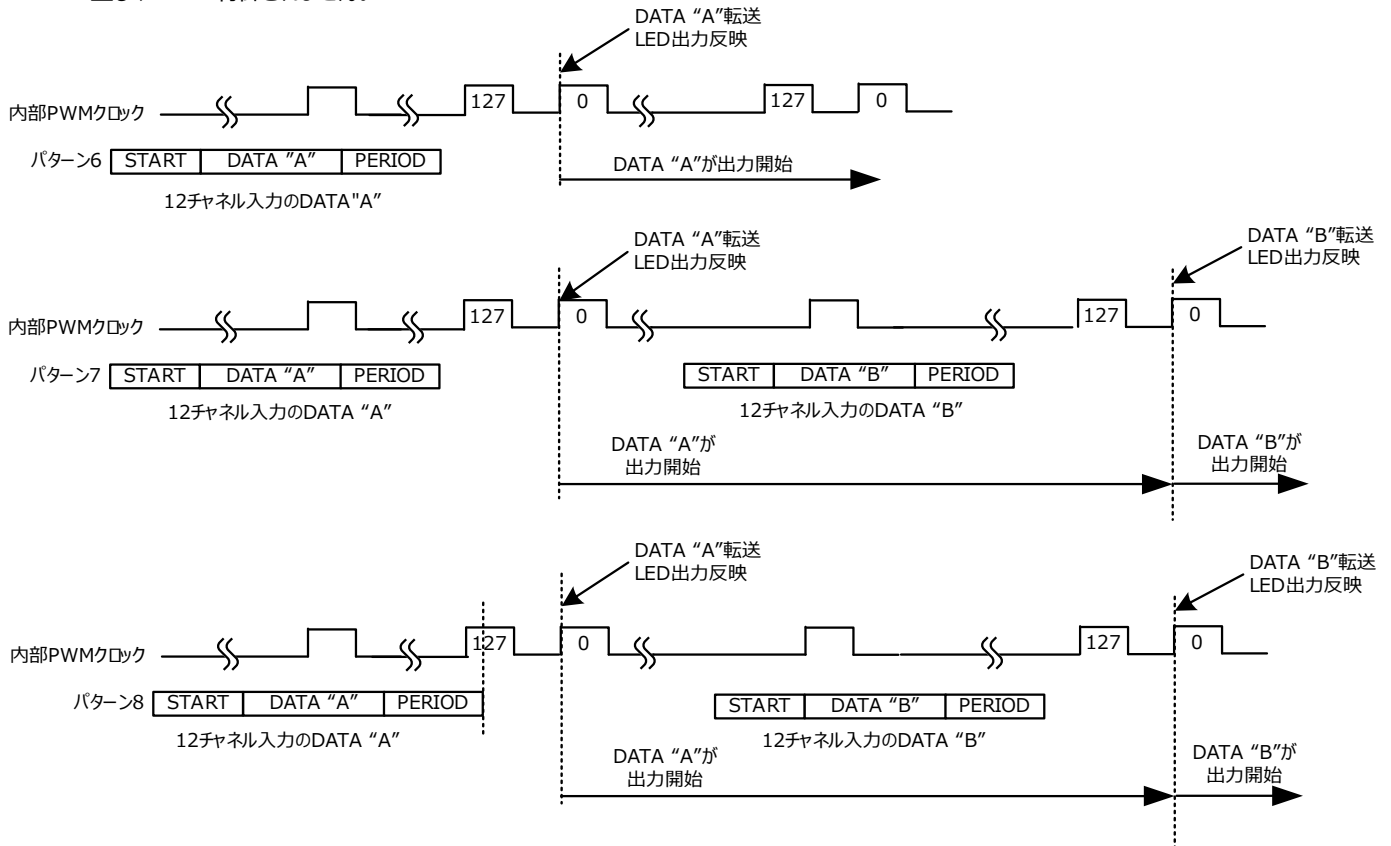 DATA “A”転送
LED出力反映
内部PWMクロック
127
0
127
0
パターン6
START
DATA ”A”
PERIOD
DATA “A”が出力開始
12チャネル入力のDATA"A”
DATA “A”転送
LED出力反映
DATA “B”転送
LED出力反映
内部PWMクロック
127
0
127
0
パターン7
START
DATA “A”
PERIOD
START
DATA “B”
PERIOD
12チャネル入力のDATA “A”
12チャネル入力のDATA “B”
DATA “A”が
出力開始
DATA “B”が
出力開始
DATA “A”転送
LED出力反映
DATA “B”転送
LED出力反映
内部PWMクロック
127
0
127
0
パターン8
START
DATA “A”
PERIOD
START
DATA “B”
PERIOD
12チャネル入力のDATA “A”
12チャネル入力のDATA “B”
DATA “A”が
出力開始
DATA “B”が
出力開始